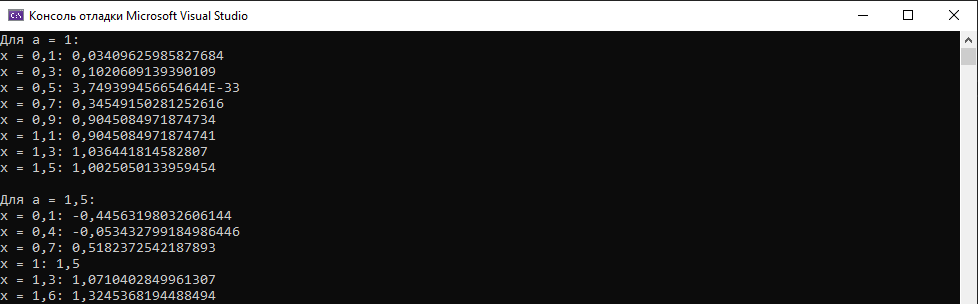 Консоль отладки Microsoft Visual Studio
Для a = 1:
x = 0,1: 0,03409625985827684
x = 0,3: 0,1020609139390109
x = 0,5: 3,749399456654644E-33
x = 0,7: 0,34549150281252616
x = 0,9: 0,9045084971874734
x = 1,1: 0,9045084971874741
x = 1,3: 1,036441814582807
x = 1,5: 1,0025050133959454
Для a = 1,5:
x = 0,1: -0,44563198032606144
x = 0,4: -0,053432799184986446
x = 0,7: 0,5182372542187893
x = 1: 1,5
x = 1,3: 1,0710402849961307
x = 1,6: 1,3245368194488494